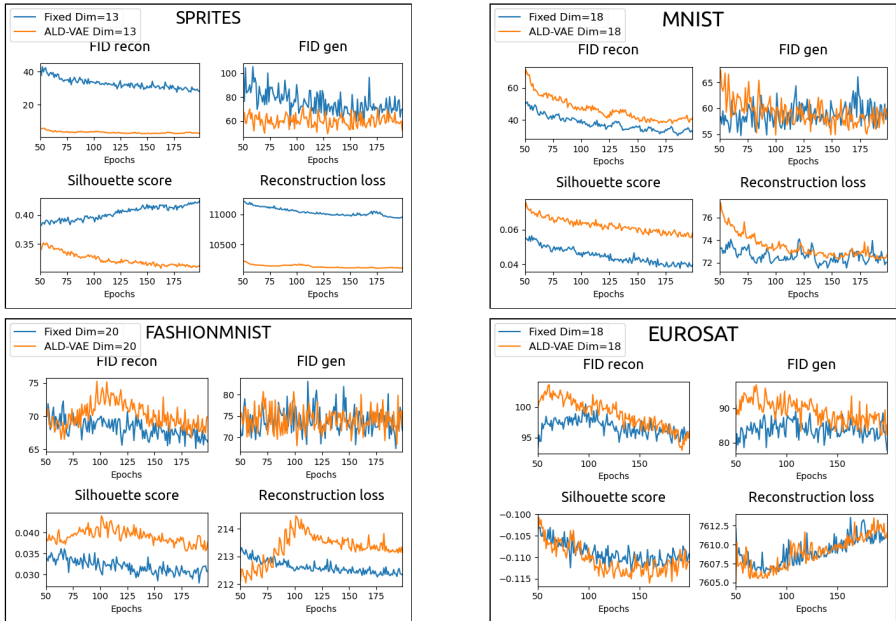 SPRITES
Fixed Dim=13
ALD-VAE Dim=13
FID recon
FID gen
40
20
100
80
60
50 75 100 125 150 175
50 75 100 125 150 175
Epochs
Epochs
Silhouette score
Reconstruction loss
0.40
0.35
11000
10500
50 75 100 125 150 175
50 75 100 125 150 175
Epochs
Epochs
MNIST
Fixed Dim=18
ALD-VAE Dim=18
FID recon
FID gen
60
40
65
60
55
50 75 100 125 150 175
50 75 100 125 150 175
Epochs
Epochs
Silhouette score
Reconstruction loss
0.06
0.04
76
74
72
50 75 100 125 150 175
50 75 100 125 150 175
Epochs
Epochs
FASHIONMNIST
Fixed Dim=20
ALD-VAE Dim=20
FID recon
FID gen
75
70
65
80
75
70
50 75 100 125 150 175
50 75 100 125 150 175
Epochs
Epochs
Silhouette score
Reconstruction loss
0.040
0.035
0.030
214
213
212
50 75 100 125 150 175
50 75 100 125 150 175
Epochs
Epochs
EUROSAT
Fixed Dim=18
ALD-VAE Dim=18
FID recon
FID gen
100
95
90
80
50 100 150
50 100 150
Epochs
Epochs
Silhouette score
Reconstruction loss
−0.100
−0.105
−0.110
−0.115
7612.5
7610.0
7607.5
7605.0
50 100 150
50 100 150
Epochs
Epochs